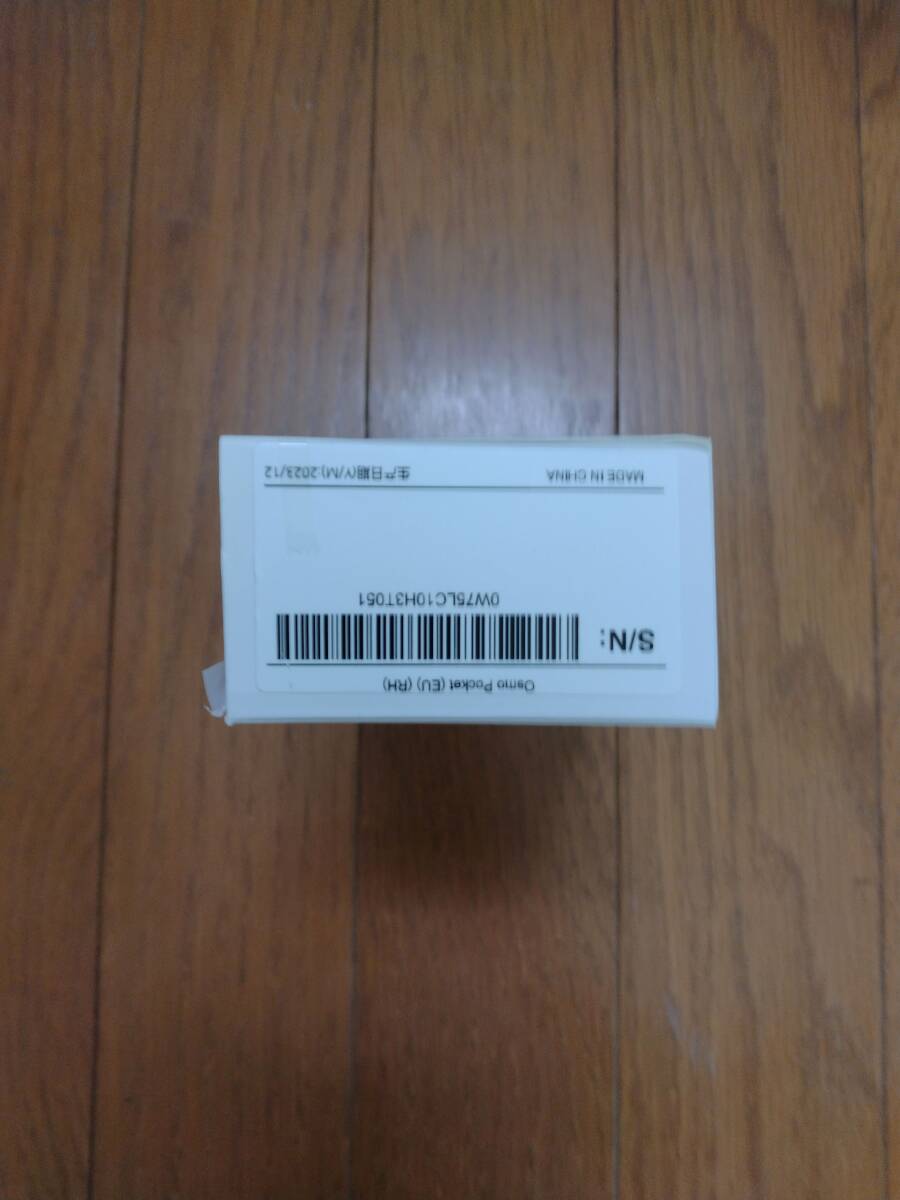 Osmo Pocket (EU) (RH)
S/N:
0W75LC10H3T051
MADE IN CHINA
生产日期(Y/M):2023/12